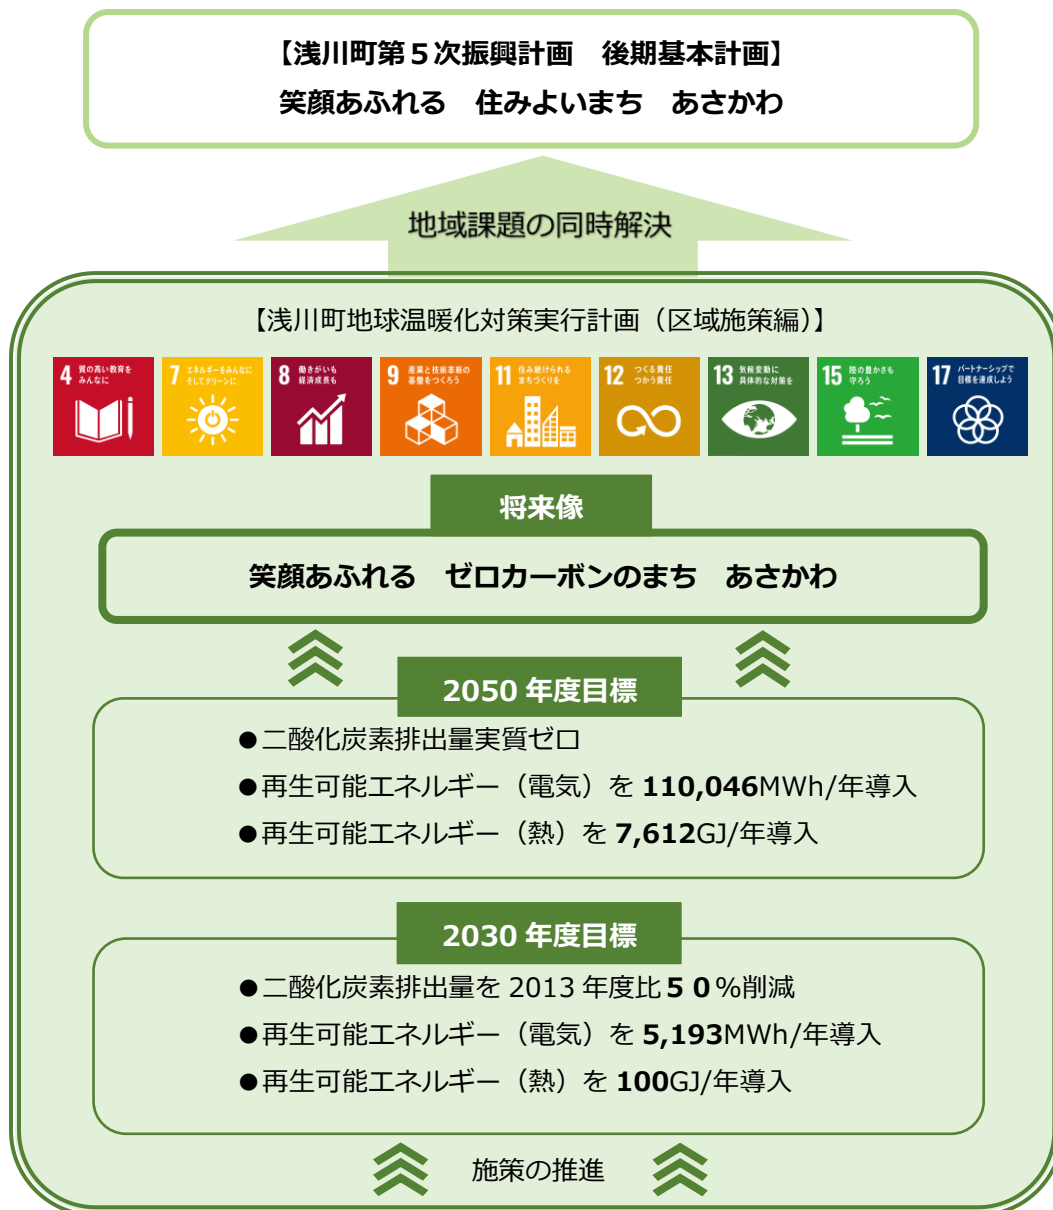 【浅川町第５次振興計画　後期基本計画】
笑顔あふれる　住みよいまち　あさかわ
地域課題の同時解決
【浅川町地球温暖化対策実行計画（区域施策編）】
4 質の高い教育を
みんなに
7 エネルギーをみんなに
そしてクリーンに
8 働きがいも
経済成長も
9 産業と技術革新の
基盤をつくろう
11 住み続けられる
まちづくりを
12 つくる責任
つかう責任
13 気候変動に
具体的な対策を
15 陸の豊かさも
守ろう
17 パートナーシップで
目標を達成しよう
将来像
笑顔あふれる　ゼロカーボンのまち　あさかわ
2050 年度目標
●二酸化炭素排出量実質ゼロ
●再生可能エネルギー（電気）を 110,046MWh/年導入
●再生可能エネルギー（熱）を 7,612GJ/年導入
2030 年度目標
●二酸化炭素排出量を 2013 年度比５０％削減
●再生可能エネルギー（電気）を 5,193MWh/年導入
●再生可能エネルギー（熱）を 100GJ/年導入
施策の推進